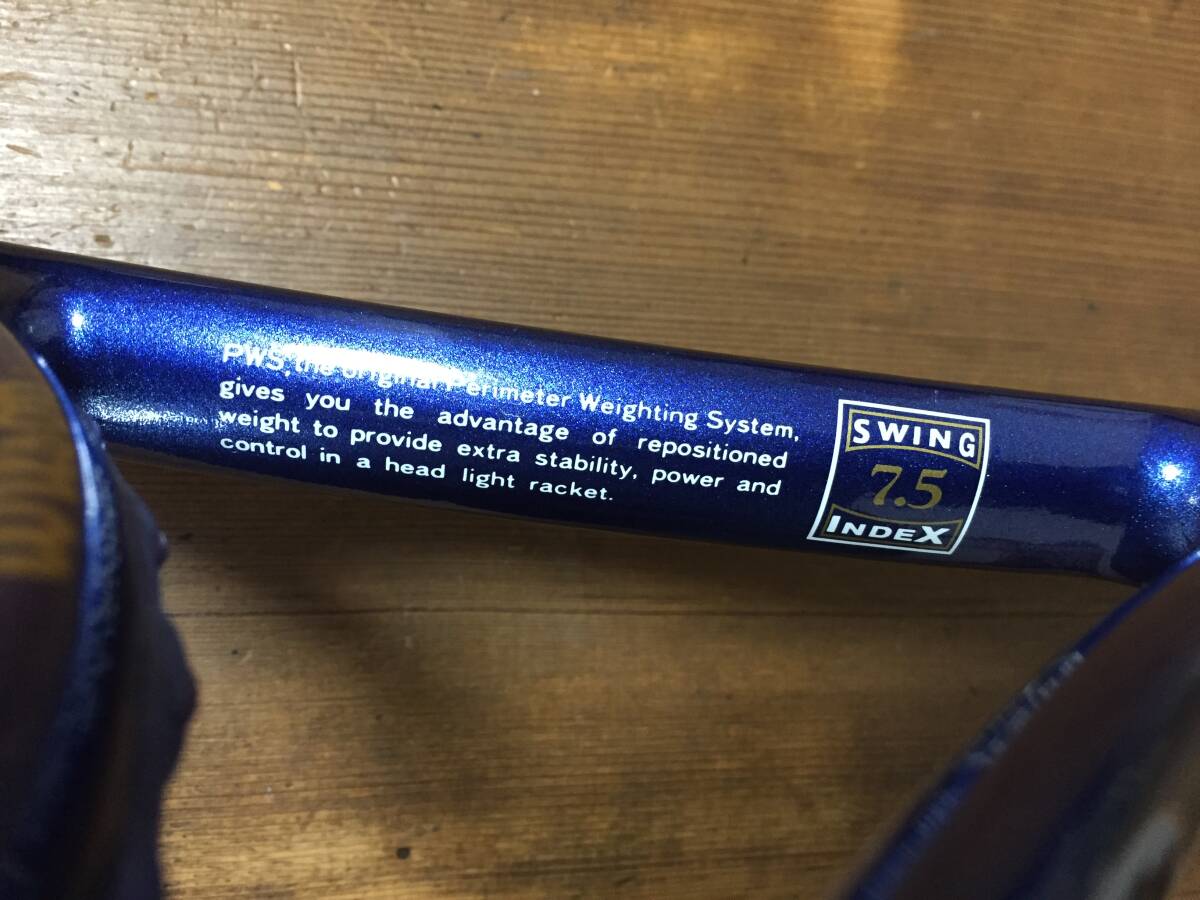 PWS, the original Perimeter Weighting System,
gives you the advantage of repositioned
weight to provide extra stability, power and
control in a head light racket.
SWING
7.5
INDEX